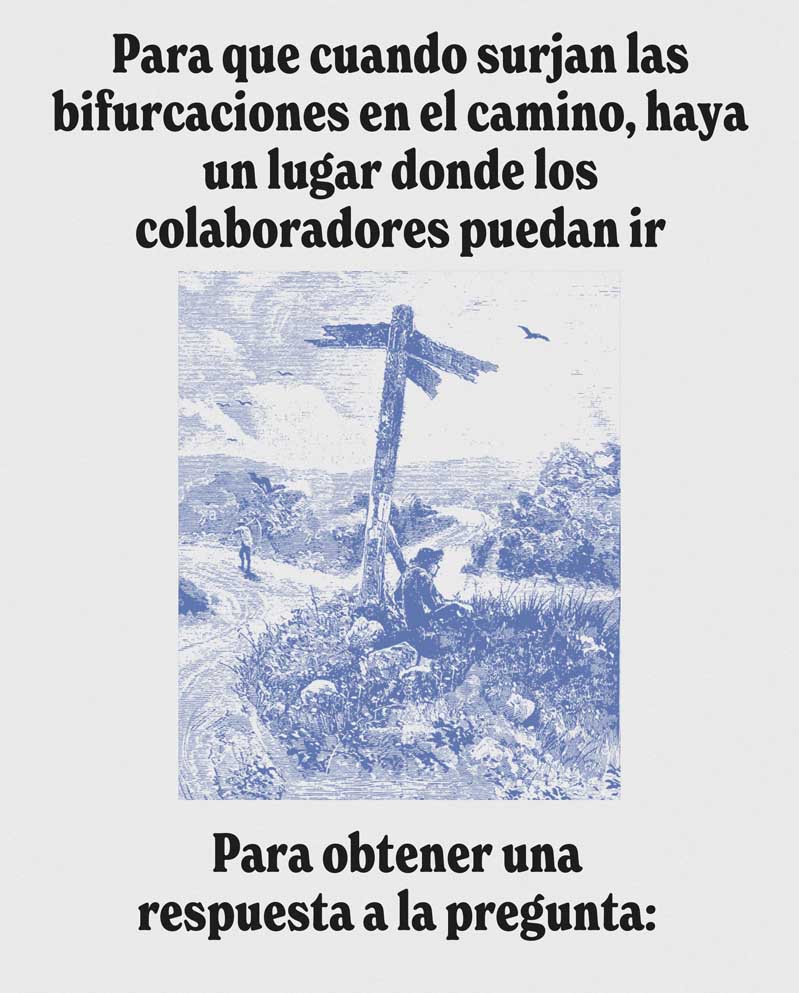 Para que cuando surjan las
bifurcaciones en el camino, haya
un lugar donde los
colaboradores puedan ir
Para obtener una
respuesta a la pregunta: